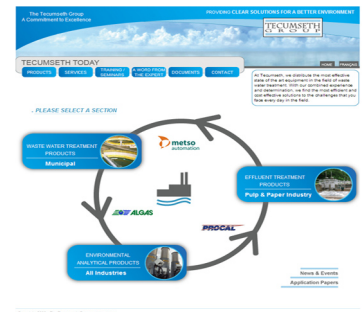 The Tecumseth Group
A Commitment to Excellence
PROVIDING CLEAR SOLUTIONS FOR A BETTER ENVIRONMENT
TECUMSETH
GROUP
TECUMSETH TODAY
HOME
FRANÇAIS
PRODUCTS
SERVICES
TRAINING / SEMINARS
A WORD FROM THE EXPERT
DOCUMENTS
CONTACT
At Tecumseth, we distribute the most effective
state of the art equipment in the field of waste
water treatment. With our combined experience
and determination, we find the most efficient and
cost effective solutions to the challenges that you
face every day in the field.
. PLEASE SELECT A SECTION
metso
automation
WASTE WATER TREATMENT
PRODUCTS
Municipal
EFFLUENT TREATMENT
PRODUCTS
Pulp & Paper Industry
ALGAS
PROCAL
ENVIRONMENTAL
ANALYTICAL PRODUCTS
All Industries
News & Events
Application Papers